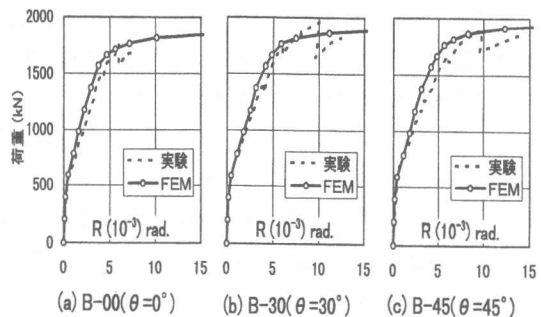 2000
1500
1000
500
0
荷重 (kN)
実験
FEM
R (10⁻³) rad.
0 5 10 15
(a) B-00(θ=0°)
実験
FEM
R (10⁻³) rad.
0 5 10 15
(b) B-30(θ=30°)
実験
FEM
R (10⁻³) rad.
0 5 10 15
(c) B-45(θ=45°)